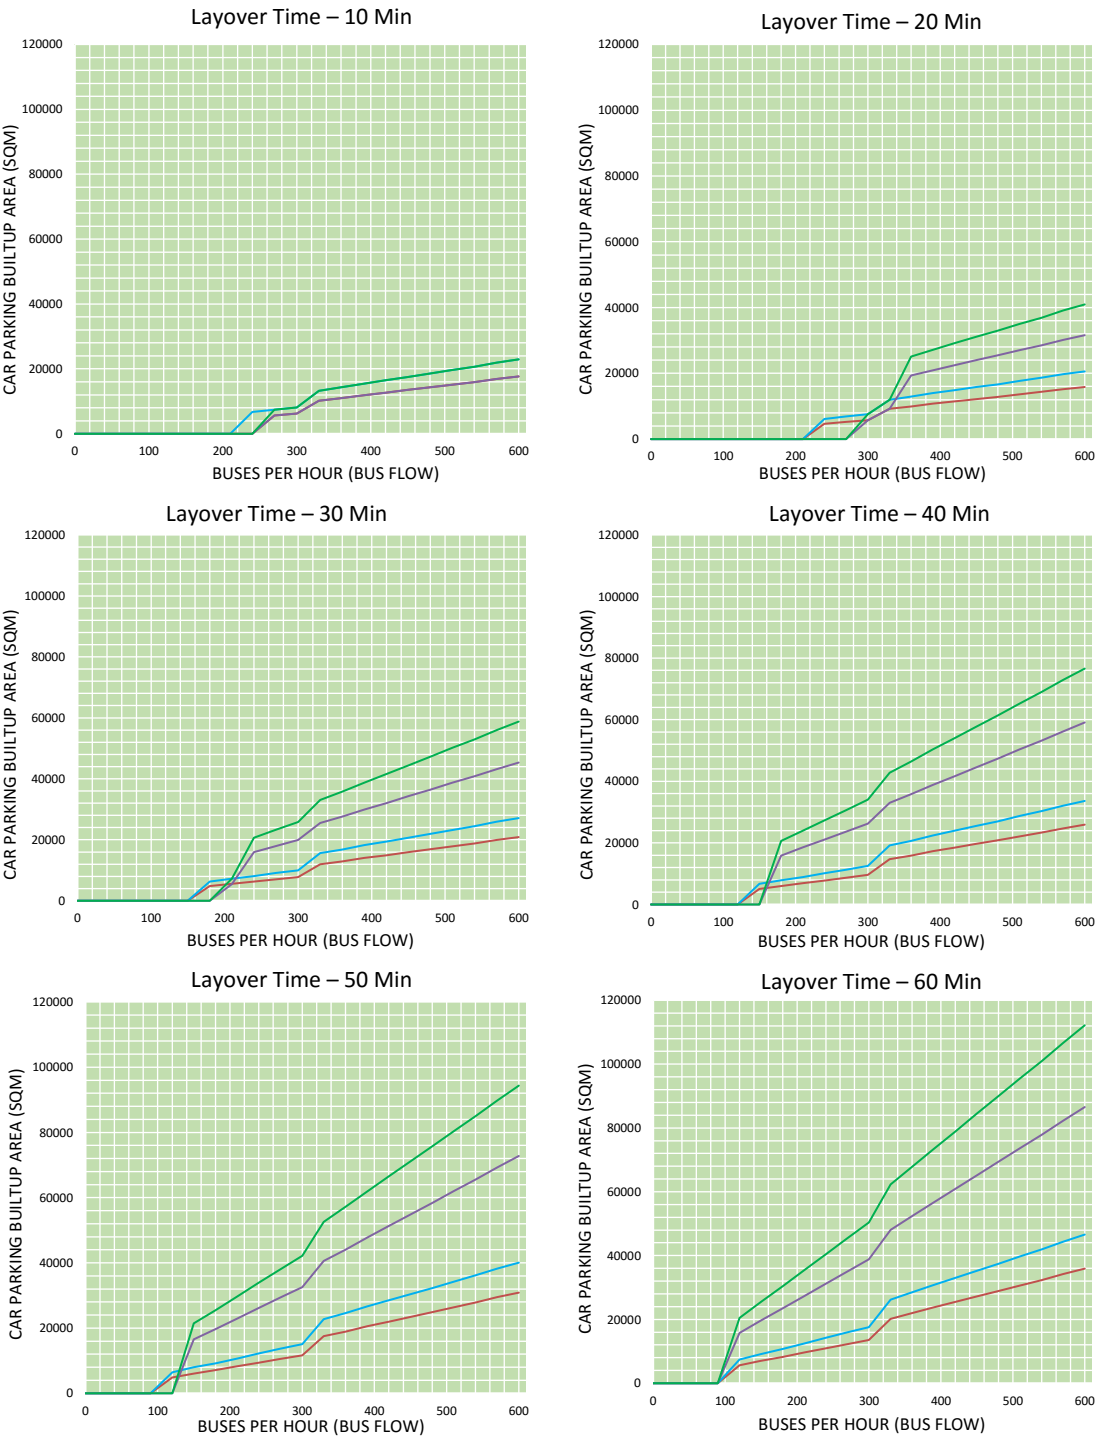 Layover Time – 10 Min
120000
100000
80000
60000
40000
20000
0
0 100 200 300 400 500 600
CAR PARKING BUILTUP AREA (SQM)
BUSES PER HOUR (BUS FLOW)
Layover Time – 20 Min
120000
100000
80000
60000
40000
20000
0
0 100 200 300 400 500 600
CAR PARKING BUILTUP AREA (SQM)
BUSES PER HOUR (BUS FLOW)
Layover Time – 30 Min
120000
100000
80000
60000
40000
20000
0
0 100 200 300 400 500 600
CAR PARKING BUILTUP AREA (SQM)
BUSES PER HOUR (BUS FLOW)
Layover Time – 40 Min
120000
100000
80000
60000
40000
20000
0
0 100 200 300 400 500 600
CAR PARKING BUILTUP AREA (SQM)
BUSES PER HOUR (BUS FLOW)
Layover Time – 50 Min
120000
100000
80000
60000
40000
20000
0
0 100 200 300 400 500 600
CAR PARKING BUILTUP AREA (SQM)
BUSES PER HOUR (BUS FLOW)
Layover Time – 60 Min
120000
100000
80000
60000
40000
20000
0
0 100 200 300 400 500 600
CAR PARKING BUILTUP AREA (SQM)
BUSES PER HOUR (BUS FLOW)